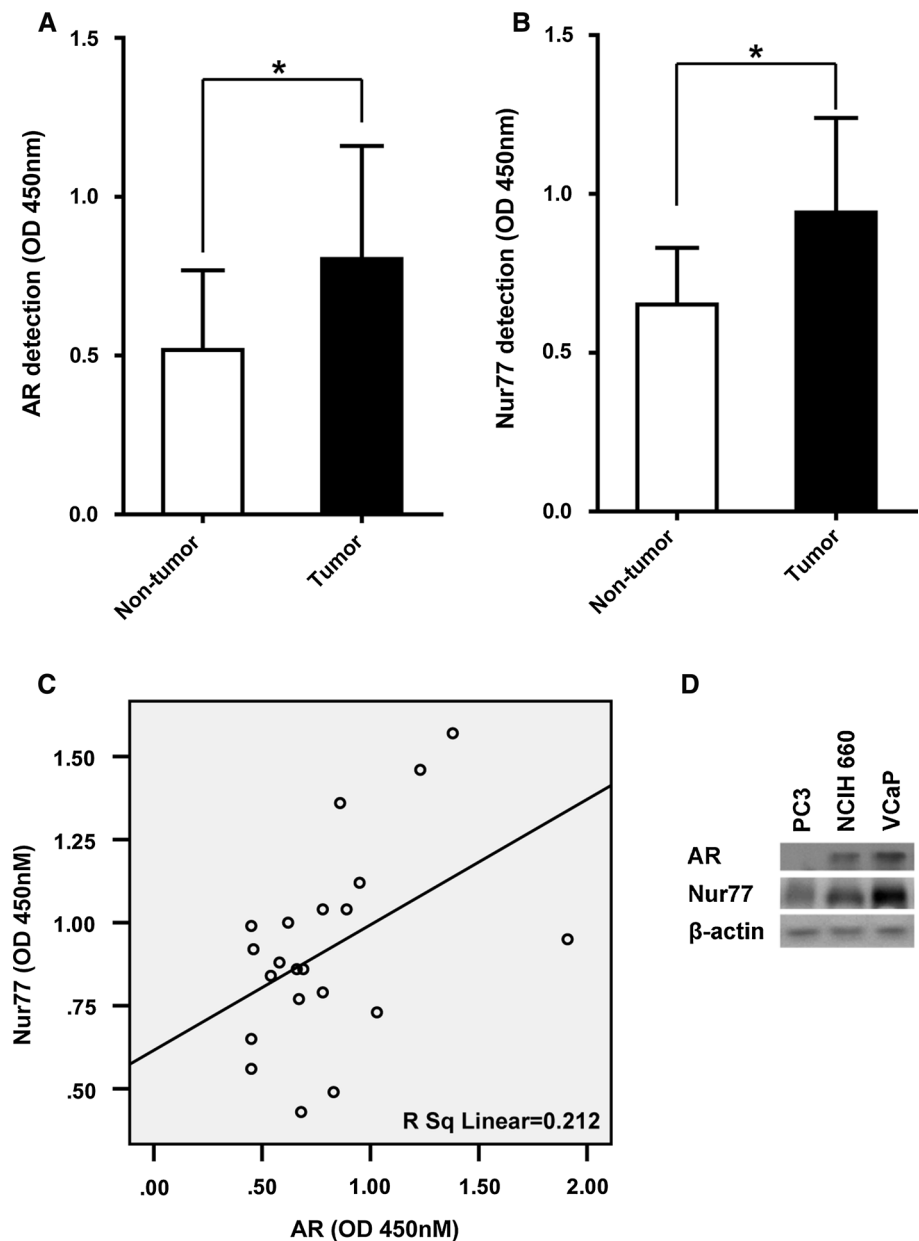 A
AR detection (OD 450nm)
1.5
1.0
0.5
0.0
*
Non-tumor
Tumor
B
Nur77 detection (OD 450nm)
1.5
1.0
0.5
0.0
*
Non-tumor
Tumor
C
Nur77 (OD 450nM)
1.50
1.25
1.00
.75
.50
R Sq Linear=0.212
.00
.50
1.00
1.50
2.00
AR (OD 450nM)
D
PC3
NCIH 660
VCaP
AR
Nur77
β-actin